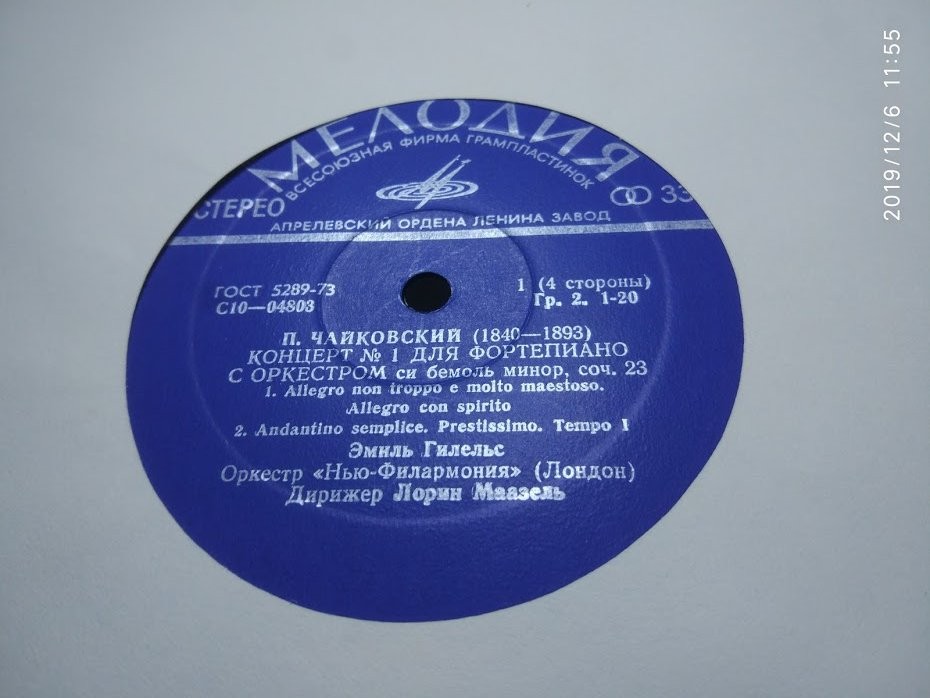 МЕЛОДИЯ
ВСЕСОЮЗНАЯ ФИРМА ГРАМПЛАСТИНОК
СТЕРЕО
33
АПРЕЛЕВСКИЙ ОРДЕНА ЛЕНИНА ЗАВОД
ГОСТ 5289-73
С10—04803
1 (4 стороны)
Гр. 2. 1-20
П. ЧАЙКОВСКИЙ (1840—1893)
КОНЦЕРТ № 1 ДЛЯ ФОРТЕПИАНО
С ОРКЕСТРОМ си бемоль минор, соч. 23
1. Allegro non troppo e molto maestoso.
Allegro con spirito
2. Andantino semplice. Prestissimo. Tempo I
Эмиль Гилельс
Оркестр «Нью-Филармония» (Лондон)
Дирижер Лорин Маазель
2019/12/6 11:55